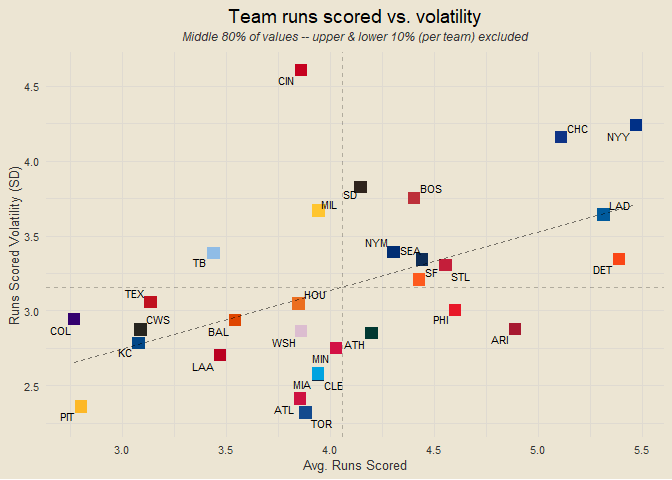 Team runs scored vs. volatility
Middle 80% of values -- upper & lower 10% (per team) excluded
Runs Scored Volatility (SD)
4.5
4.0
3.5
3.0
2.5
CIN
CHC
NYY
BOS
SD
MIL
LAD
NYM
SEA
TB
DET
SF
STL
TEX
HOU
COL
CWS
BAL
PHI
ARI
KC
WSH
ATH
MIN
LAA
MIA
CLE
PIT
ATL
TOR
3.0
3.5
4.0
4.5
5.0
5.5
Avg. Runs Scored